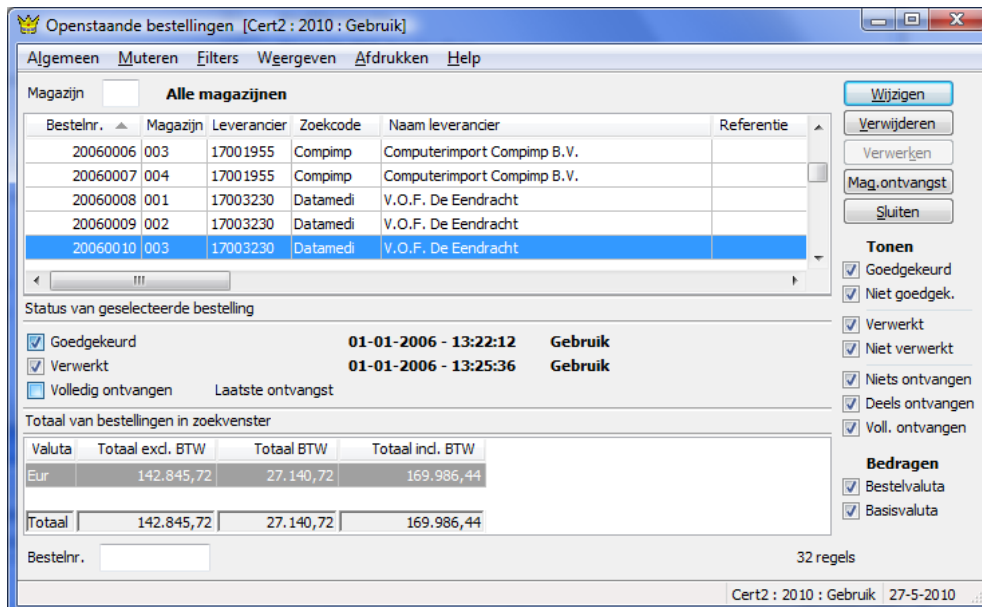 Openstaande bestellingen [Cert2 : 2010 : Gebruik]
Algemeen Muteren Filters Weergeven Afdrukken Help
Magazijn Alle magazijnen
Bestelnr. Magazijn Leverancier Zoekcode Naam leverancier Referentie
20060006 003 17001955 Compimp Computerimport Compimp B.V.
20060007 004 17001955 Compimp Computerimport Compimp B.V.
20060008 001 17003230 Datamedi V.O.F. De Eendracht
20060009 002 17003230 Datamedi V.O.F. De Eendracht
20060010 003 17003230 Datamedi V.O.F. De Eendracht
Status van geselecteerde bestelling
Goedgekeurd 01-01-2006 - 13:22:12 Gebruik
Verwerkt 01-01-2006 - 13:25:36 Gebruik
Volledig ontvangen Laatste ontvangst
Totaal van bestellingen in zoekvenster
Valuta Totaal excl. BTW Totaal BTW Totaal incl. BTW
Eur 142.845,72 27.140,72 169.986,44
Totaal 142.845,72 27.140,72 169.986,44
Bestelnr. 32 regels
Wijzigen
Verwijderen
Verwerken
Mag.ontvangst
Sluiten
Tonen
Goedgekeurd
Niet goedgek.
Verwerkt
Niet verwerkt
Niets ontvangen
Deels ontvangen
Voll. ontvangen
Bedragen
Bestelvaluta
Basisvaluta
Cert2 : 2010 : Gebruik 27-5-2010